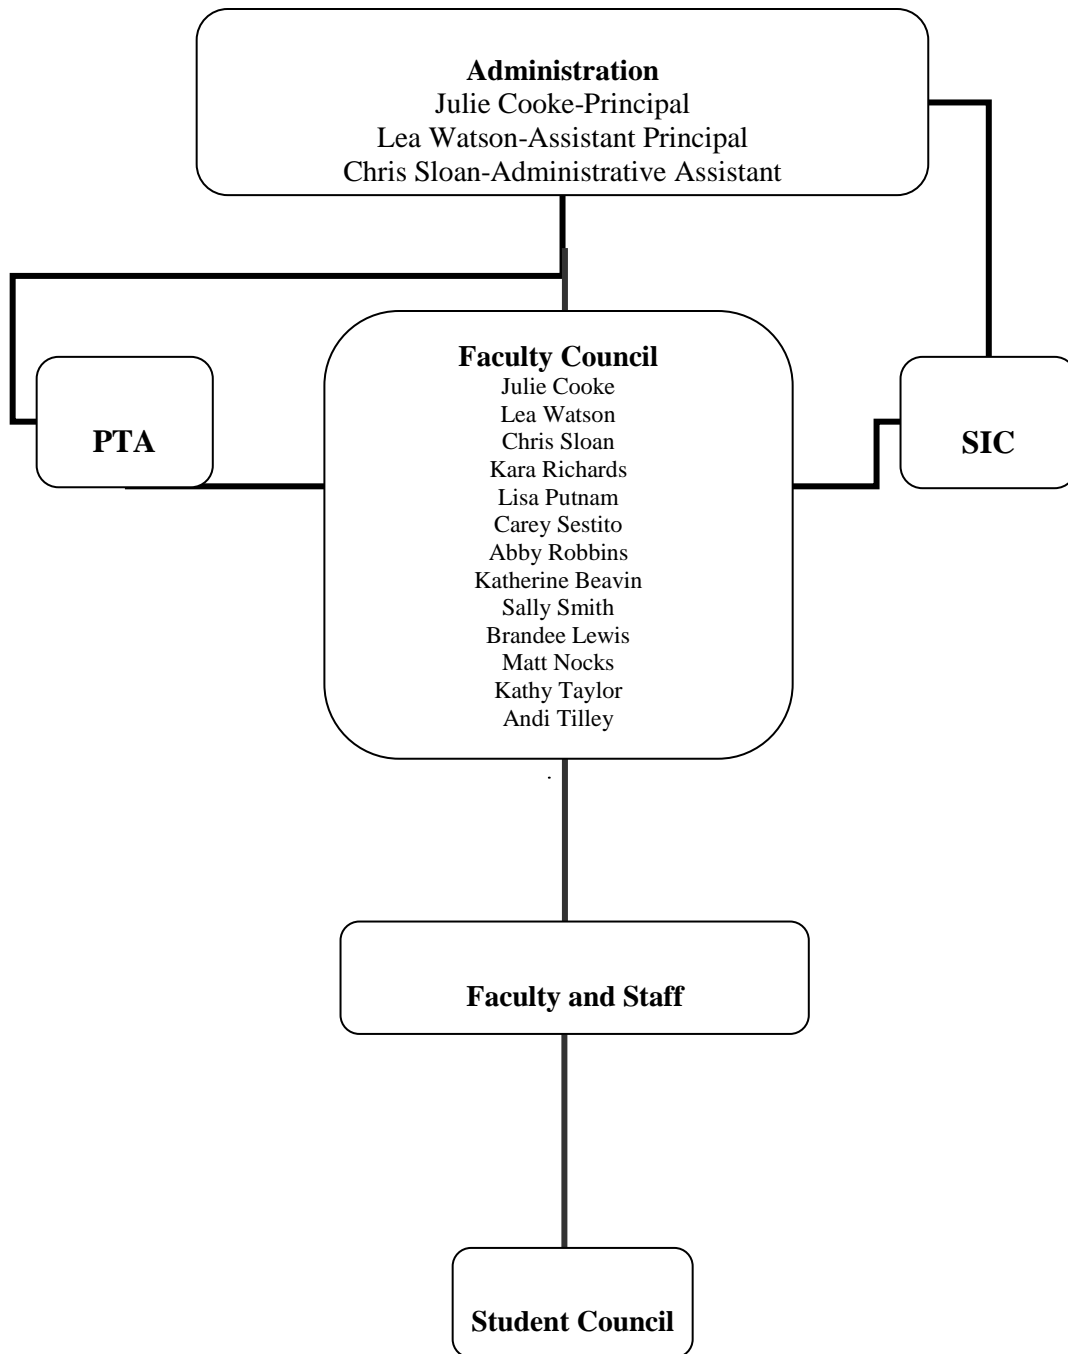 Administration
Julie Cooke-Principal
Lea Watson-Assistant Principal
Chris Sloan-Administrative Assistant
Faculty Council
Julie Cooke
Lea Watson
Chris Sloan
Kara Richards
Lisa Putnam
Carey Sestito
Abby Robbins
Katherine Beavin
Sally Smith
Brandee Lewis
Matt Nocks
Kathy Taylor
Andi Tilley
PTA
SIC
.
Faculty and Staff
Student Council